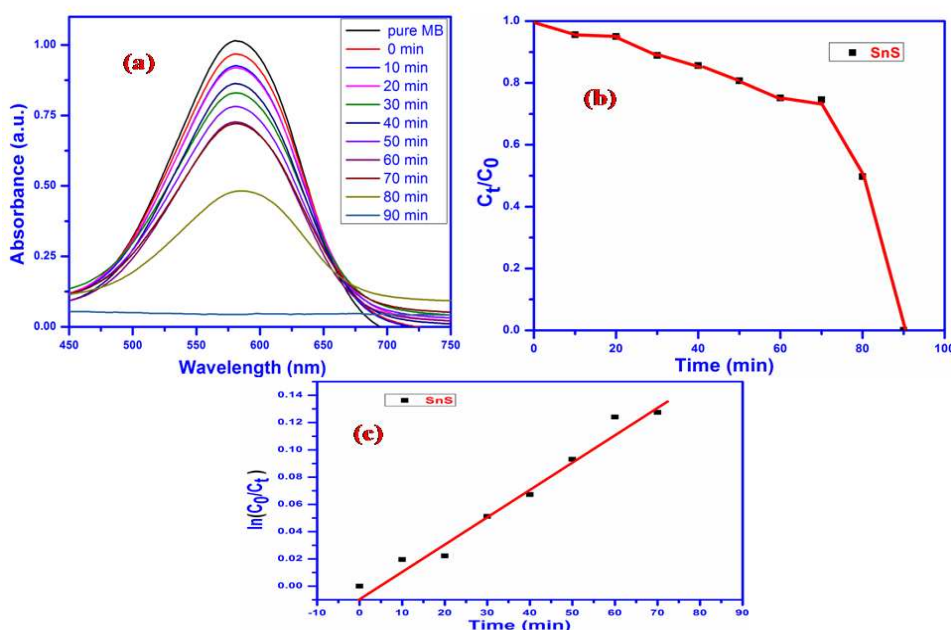 (a)
pure MB
0 min
10 min
20 min
30 min
40 min
50 min
60 min
70 min
80 min
90 min
Absorbance (a.u.)
1.00
0.75
0.50
0.25
0.00
450 500 550 600 650 700 750
Wavelength (nm)
(b)
SnS
Ct/C0
1.0
0.8
0.6
0.4
0.2
0.0
0 20 40 60 80 100
Time (min)
(c)
SnS
ln(C0/Ct)
0.14
0.12
0.10
0.08
0.06
0.04
0.02
0.00
-10 0 10 20 30 40 50 60 70 80 90
Time (min)